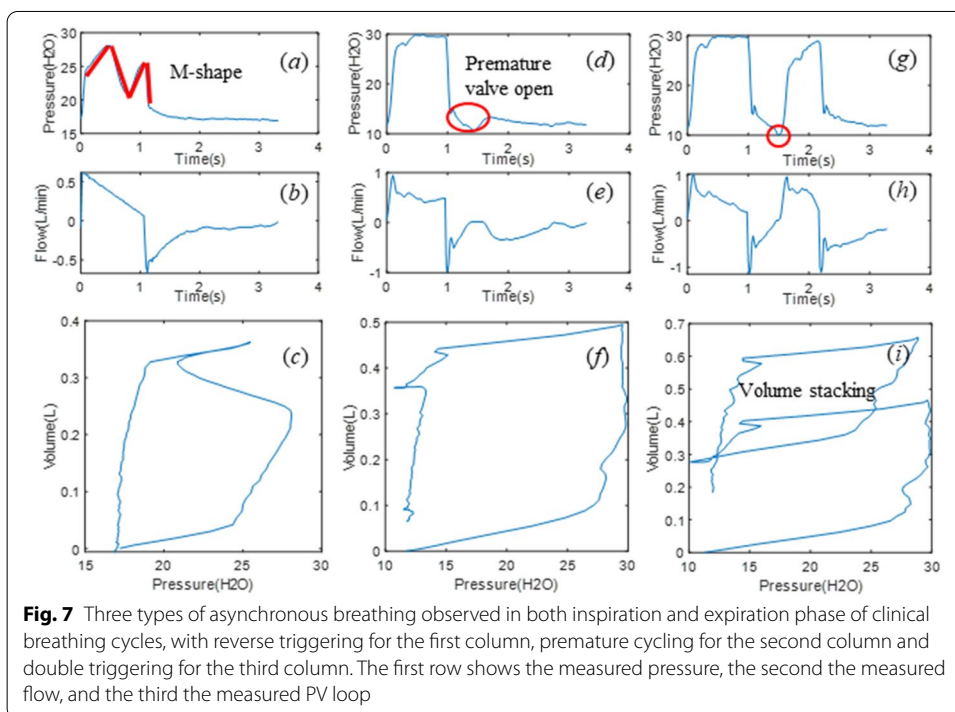 30
25
20
15
Pressure(H2O)
M-shape
(a)
0 1 2 3 4
Time(s)
30
20
10
Pressure(H2O)
Premature
valve open
(d)
0 1 2 3 4
Time(s)
30
25
20
15
10
Pressure(H2O)
(g)
0 1 2 3 4
Time(s)
0.5
0
-0.5
Flow(L/min)
(b)
0 1 2 3 4
Time(s)
1
0
-1
Flow(L/min)
(e)
0 1 2 3 4
Time(s)
1
0
-1
Flow(L/min)
(h)
0 1 2 3 4
Time(s)
0.4
0.3
0.2
0.1
0
Volume(L)
(c)
15 20 25 30
Pressure(H2O)
0.5
0.4
0.3
0.2
0.1
0
Volume(L)
(f)
10 15 20 25 30
Pressure(H2O)
0.7
0.6
0.5
0.4
0.3
0.2
0.1
0
Volume(L)
(i)
Volume stacking
10 15 20 25 30
Pressure(H2O)
Fig. 7 Three types of asynchronous breathing observed in both inspiration and expiration phase of clinical
breathing cycles, with reverse triggering for the first column, premature cycling for the second column and
double triggering for the third column. The first row shows the measured pressure, the second the measured
flow, and the third the measured PV loop